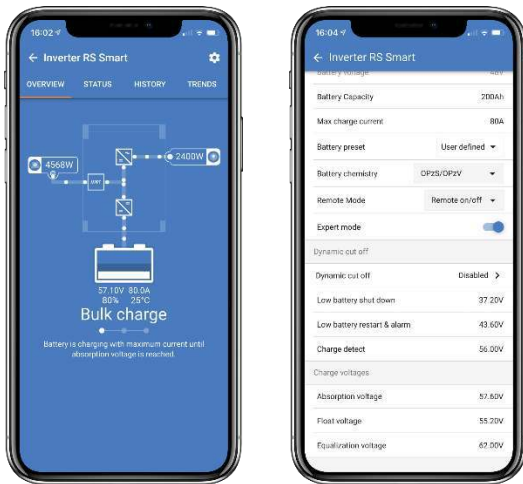 16:02
Inverter RS Smart
OVERVIEW STATUS HISTORY TRENDS
4568W
2400W
MPPT
57.10V 80.0A
80% 25°C
Bulk charge
Battery is charging with maximum current until
absorption voltage is reached.
16:04
Inverter RS Smart
Battery voltage 48V
Battery Capacity 200Ah
Max charge current 80A
Battery preset User defined
Battery chemistry OPzS/OPzV
Remote Mode Remote on/off
Expert mode
Dynamic cut off
Dynamic cut off Disabled
Low battery shut down 37.20V
Low battery restart & alarm 43.60V
Charge detect 56.00V
Charge voltages
Absorption voltage 57.60V
Float voltage 55.20V
Equalization voltage 62.00V